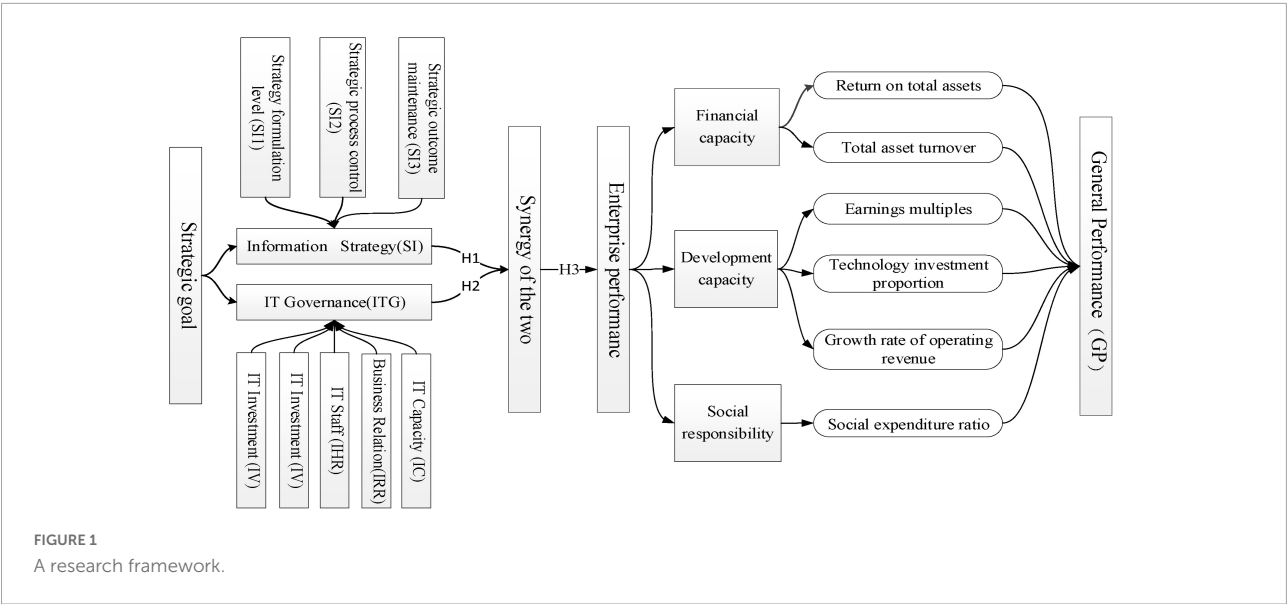 Strategic goal
Strategy formulation
level (SI1)
Strategic process control
(SI2)
Strategic outcome
maintenance (SI3)
Information Strategy(SI)
IT Governance(ITG)
IT Investment (IV)
IT Investment (IV)
IT Staff (IHR)
Business Relation(IRR)
IT Capacity (IC)
H1
H2
Synergy of the two
H3
Enterprise performanc
Financial
capacity
Development
capacity
Social
responsibility
Return on total assets
Total asset turnover
Earnings multiples
Technology investment
proportion
Growth rate of operating
revenue
Social expenditure ratio
General Performance (GP)
FIGURE 1
A research framework.